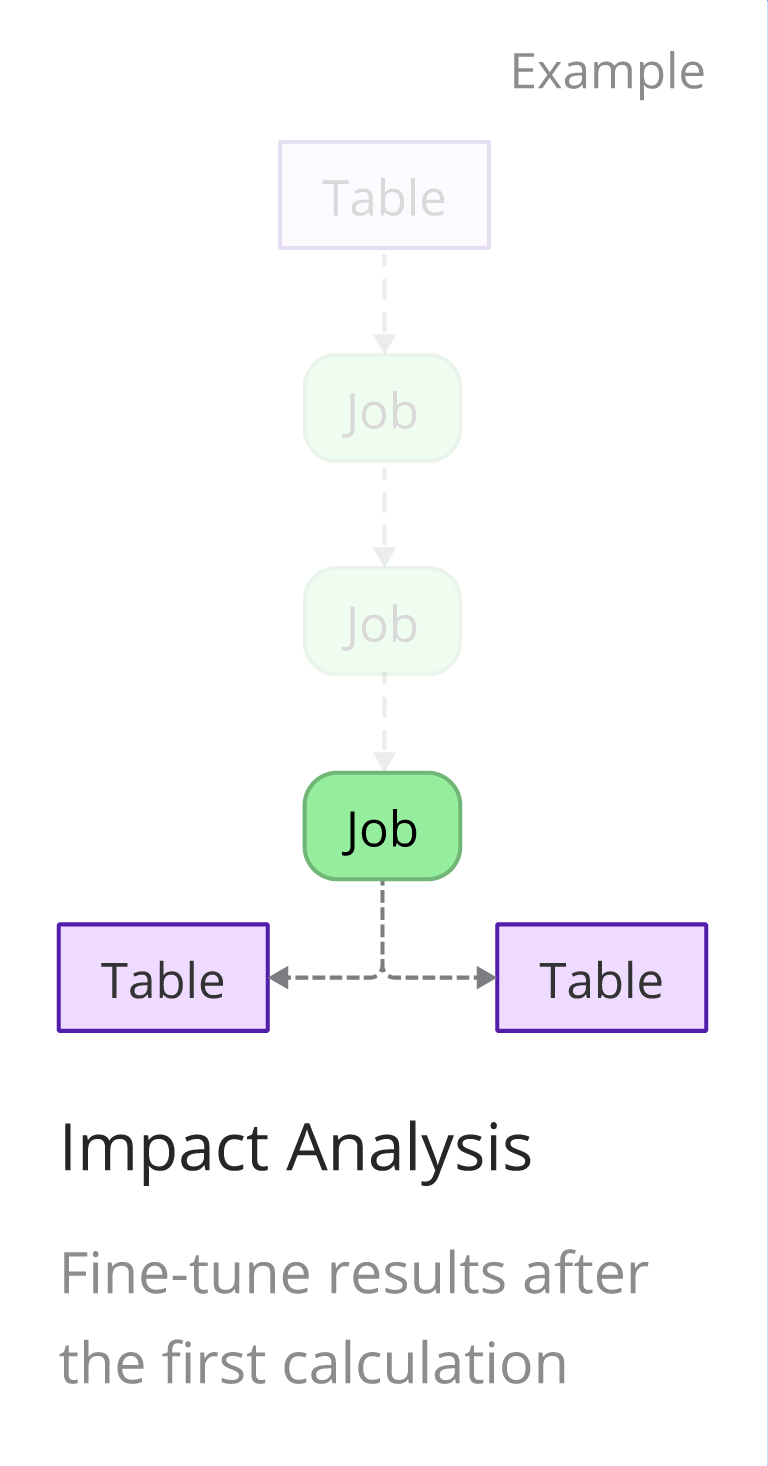 Example
Table
Job
Job
Job
Table
Table
Impact Analysis
Fine-tune results after
the first calculation